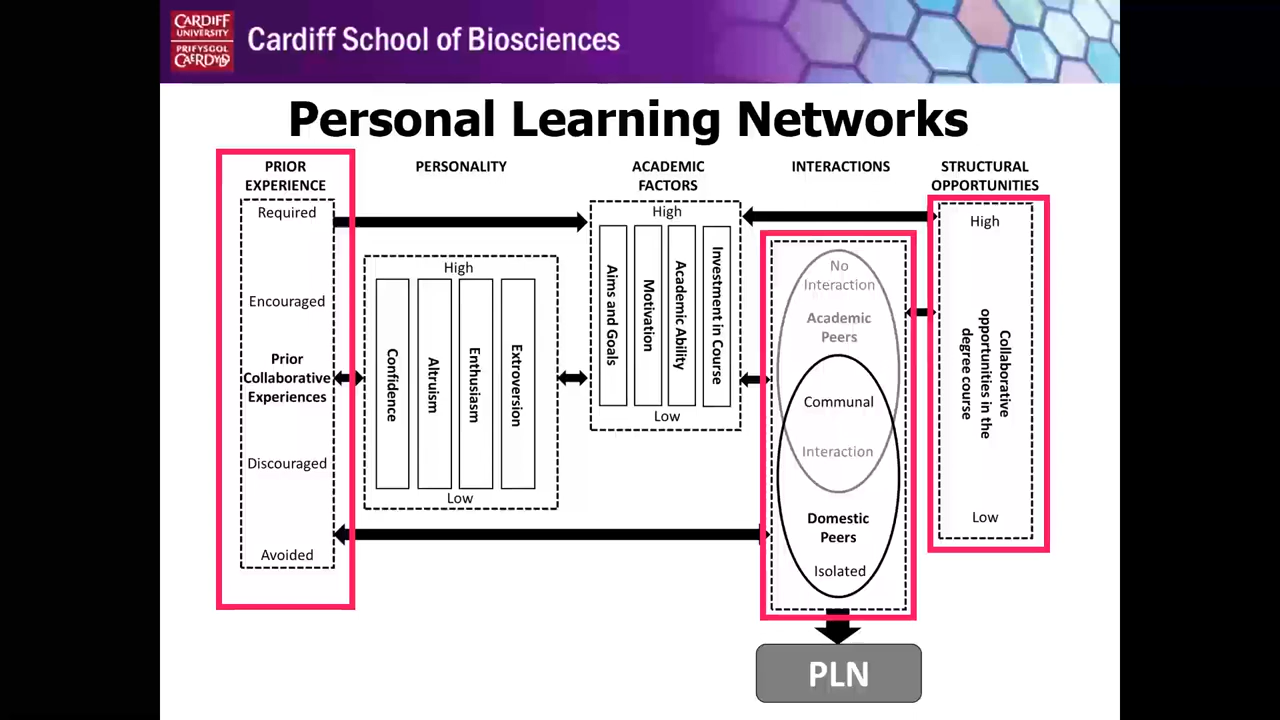 CARDIFF
UNIVERSITY
PRIFYSGOL
CAERDYDD
Cardiff School of Biosciences
Personal Learning Networks
PRIOR
EXPERIENCE
Required
Encouraged
Prior
Collaborative
Experiences
Discouraged
Avoided
PERSONALITY
High
Confidence
Altruism
Enthusiasm
Extroversion
Low
ACADEMIC
FACTORS
High
Aims and Goals
Motivation
Academic Ability
Investment in Course
Low
INTERACTIONS
No
Interaction
Academic
Peers
Communal
Interaction
Domestic
Peers
Isolated
STRUCTURAL
OPPORTUNITIES
High
Collaborative
opportunities in the
degree course
Low
PLN